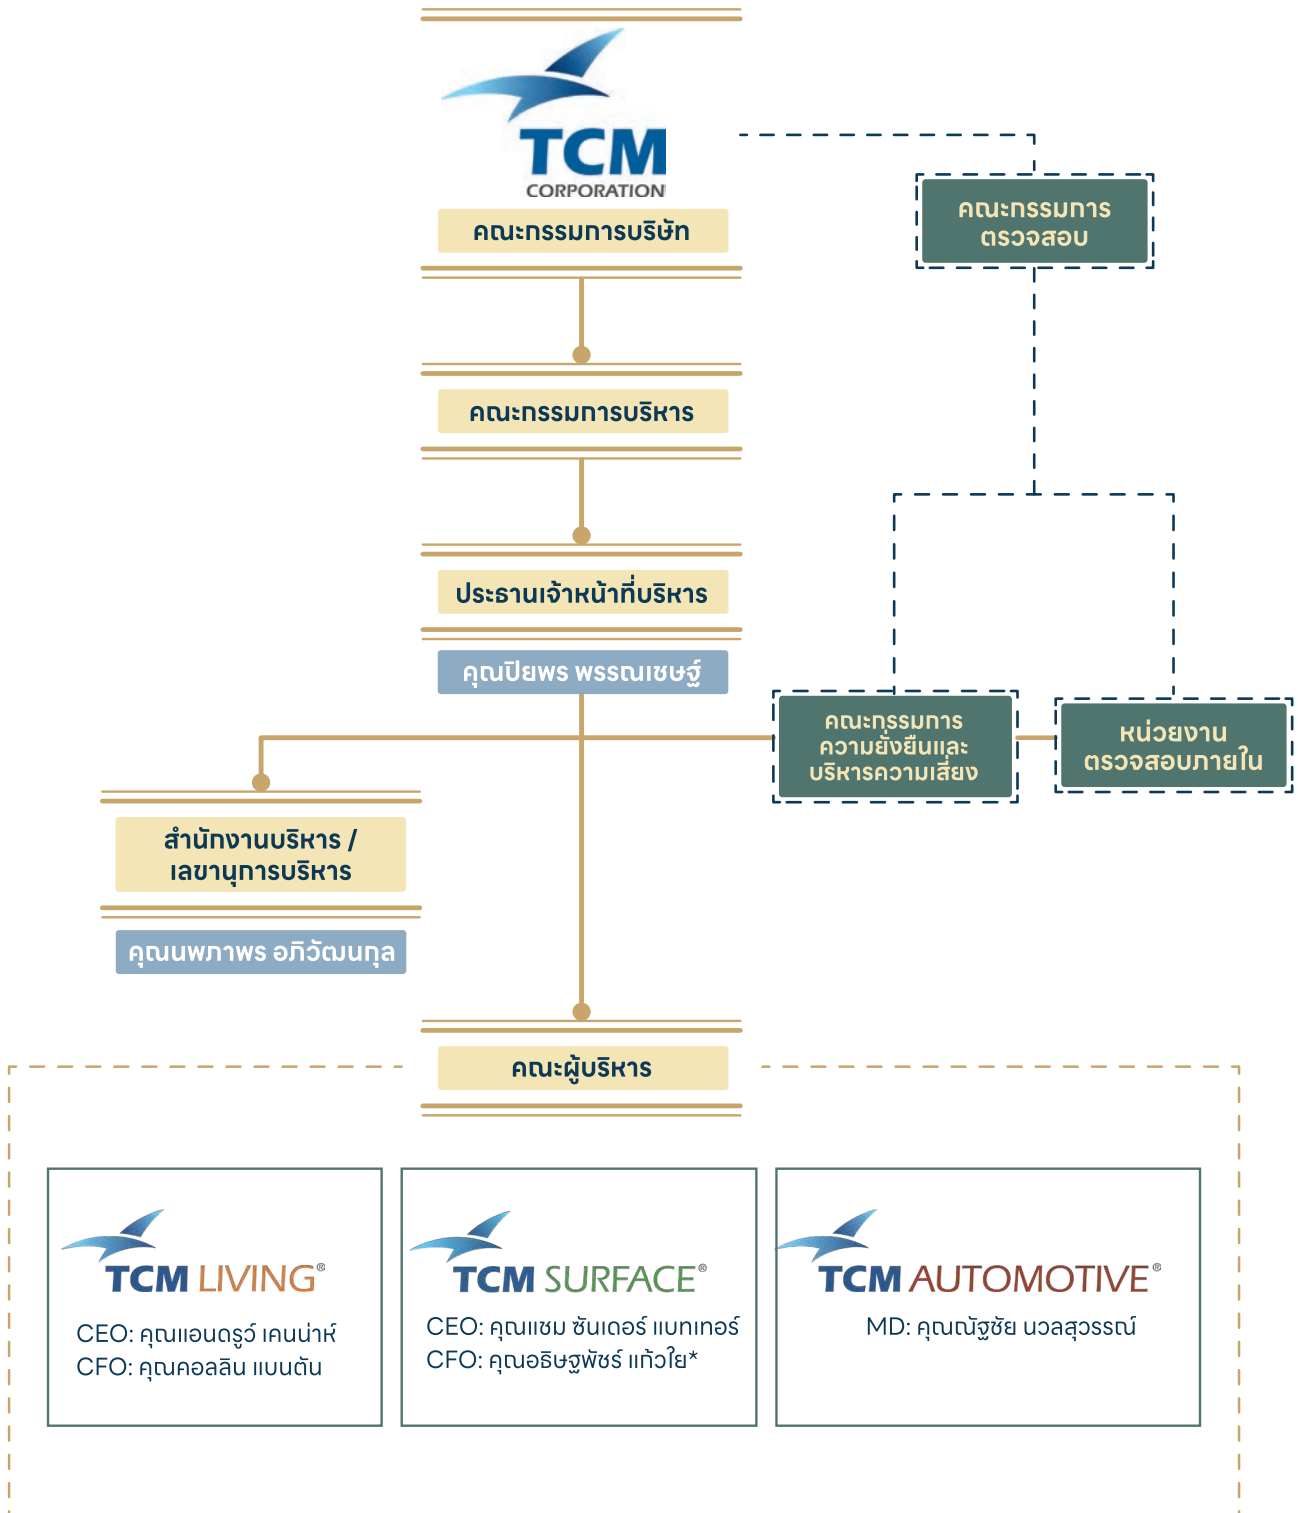 TCM
CORPORATION
คณะกรรมการบริษัท
คณะกรรมการ
ตรวจสอบ
คณะกรรมการบริหาร
ประธานเจ้าหน้าที่บริหาร
คุณปิยพร พรรณเชษฐ์
คณะกรรมการ
ความยั่งยืนและ
บริหารความเสี่ยง
หน่วยงาน
ตรวจสอบภายใน
สำนักงานบริหาร /
เลขานุการบริหาร
คุณนพภาพร อภิวัฒนกุล
คณะผู้บริหาร
TCM LIVING®
CEO: คุณแอนดรูว์ เคนน่าห์
CFO: คุณคอลลิน แบนตัน
TCM SURFACE®
CEO: คุณแชม ซันเดอร์ แบทเทอร์
CFO: คุณอธิษฐพัชร์ แก้วใย*
TCM AUTOMOTIVE®
MD: คุณณัฐชัย นวลสุวรรณ์